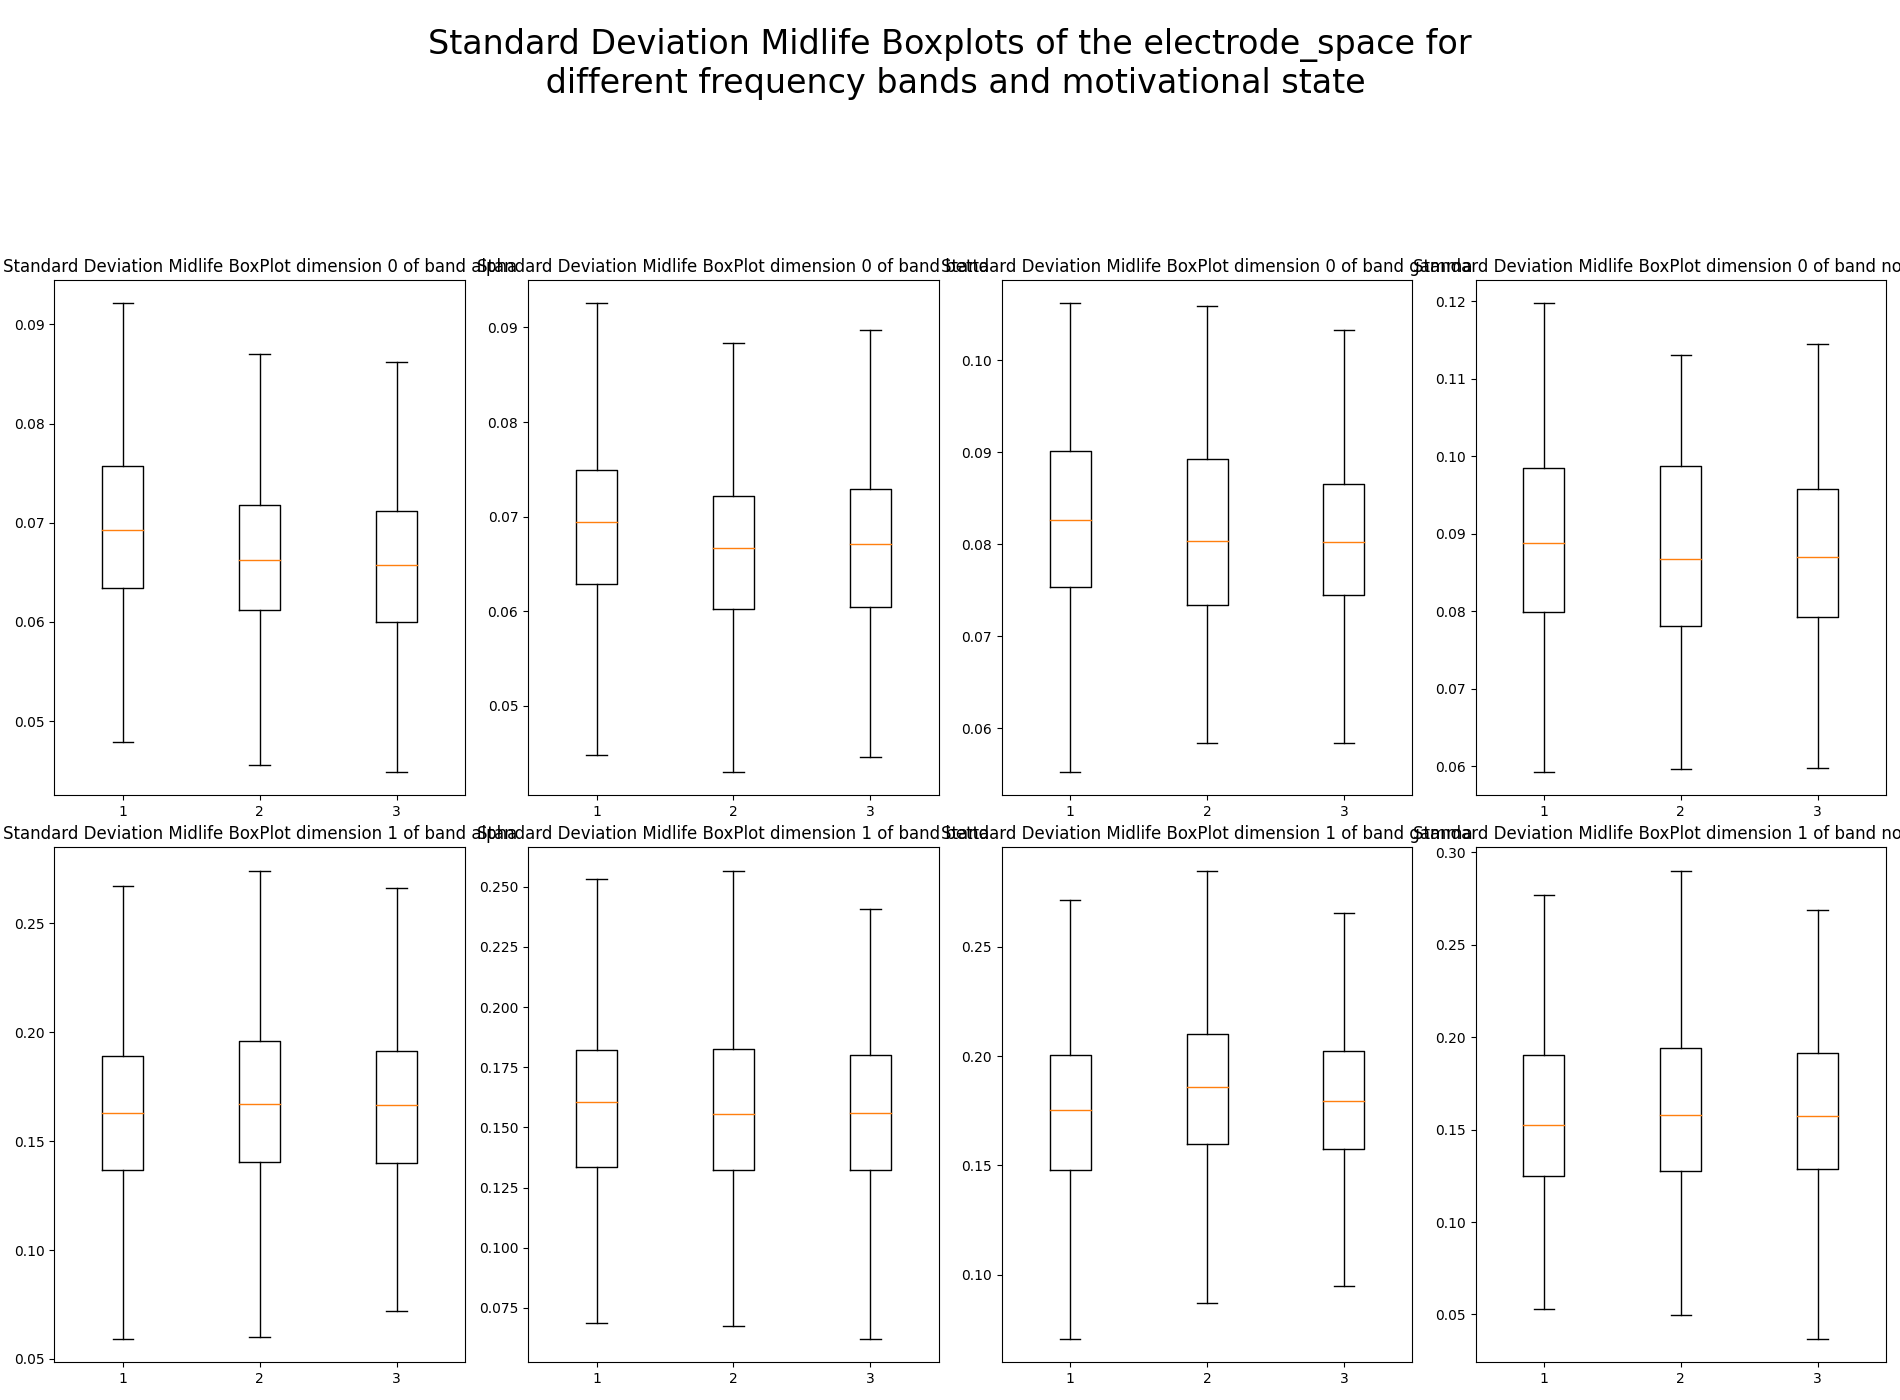 Standard Deviation Midlife Boxplots of the electrode_space for
different frequency bands and motivational state
Standard Deviation Midlife BoxPlot dimension 0 of band alpha
Standard Deviation Midlife BoxPlot dimension 0 of band betta
Standard Deviation Midlife BoxPlot dimension 0 of band gamma
Standard Deviation Midlife BoxPlot dimension 0 of band no
0.09
0.08
0.07
0.06
0.05
1 2 3
0.09
0.08
0.07
0.06
0.05
1 2 3
0.10
0.09
0.08
0.07
0.06
1 2 3
0.12
0.11
0.10
0.09
0.08
0.07
0.06
1 2 3
Standard Deviation Midlife BoxPlot dimension 1 of band alpha
Standard Deviation Midlife BoxPlot dimension 1 of band betta
Standard Deviation Midlife BoxPlot dimension 1 of band gamma
Standard Deviation Midlife BoxPlot dimension 1 of band no
0.25
0.20
0.15
0.10
0.05
1 2 3
0.250
0.225
0.200
0.175
0.150
0.125
0.100
0.075
1 2 3
0.25
0.20
0.15
0.10
1 2 3
0.30
0.25
0.20
0.15
0.10
0.05
1 2 3